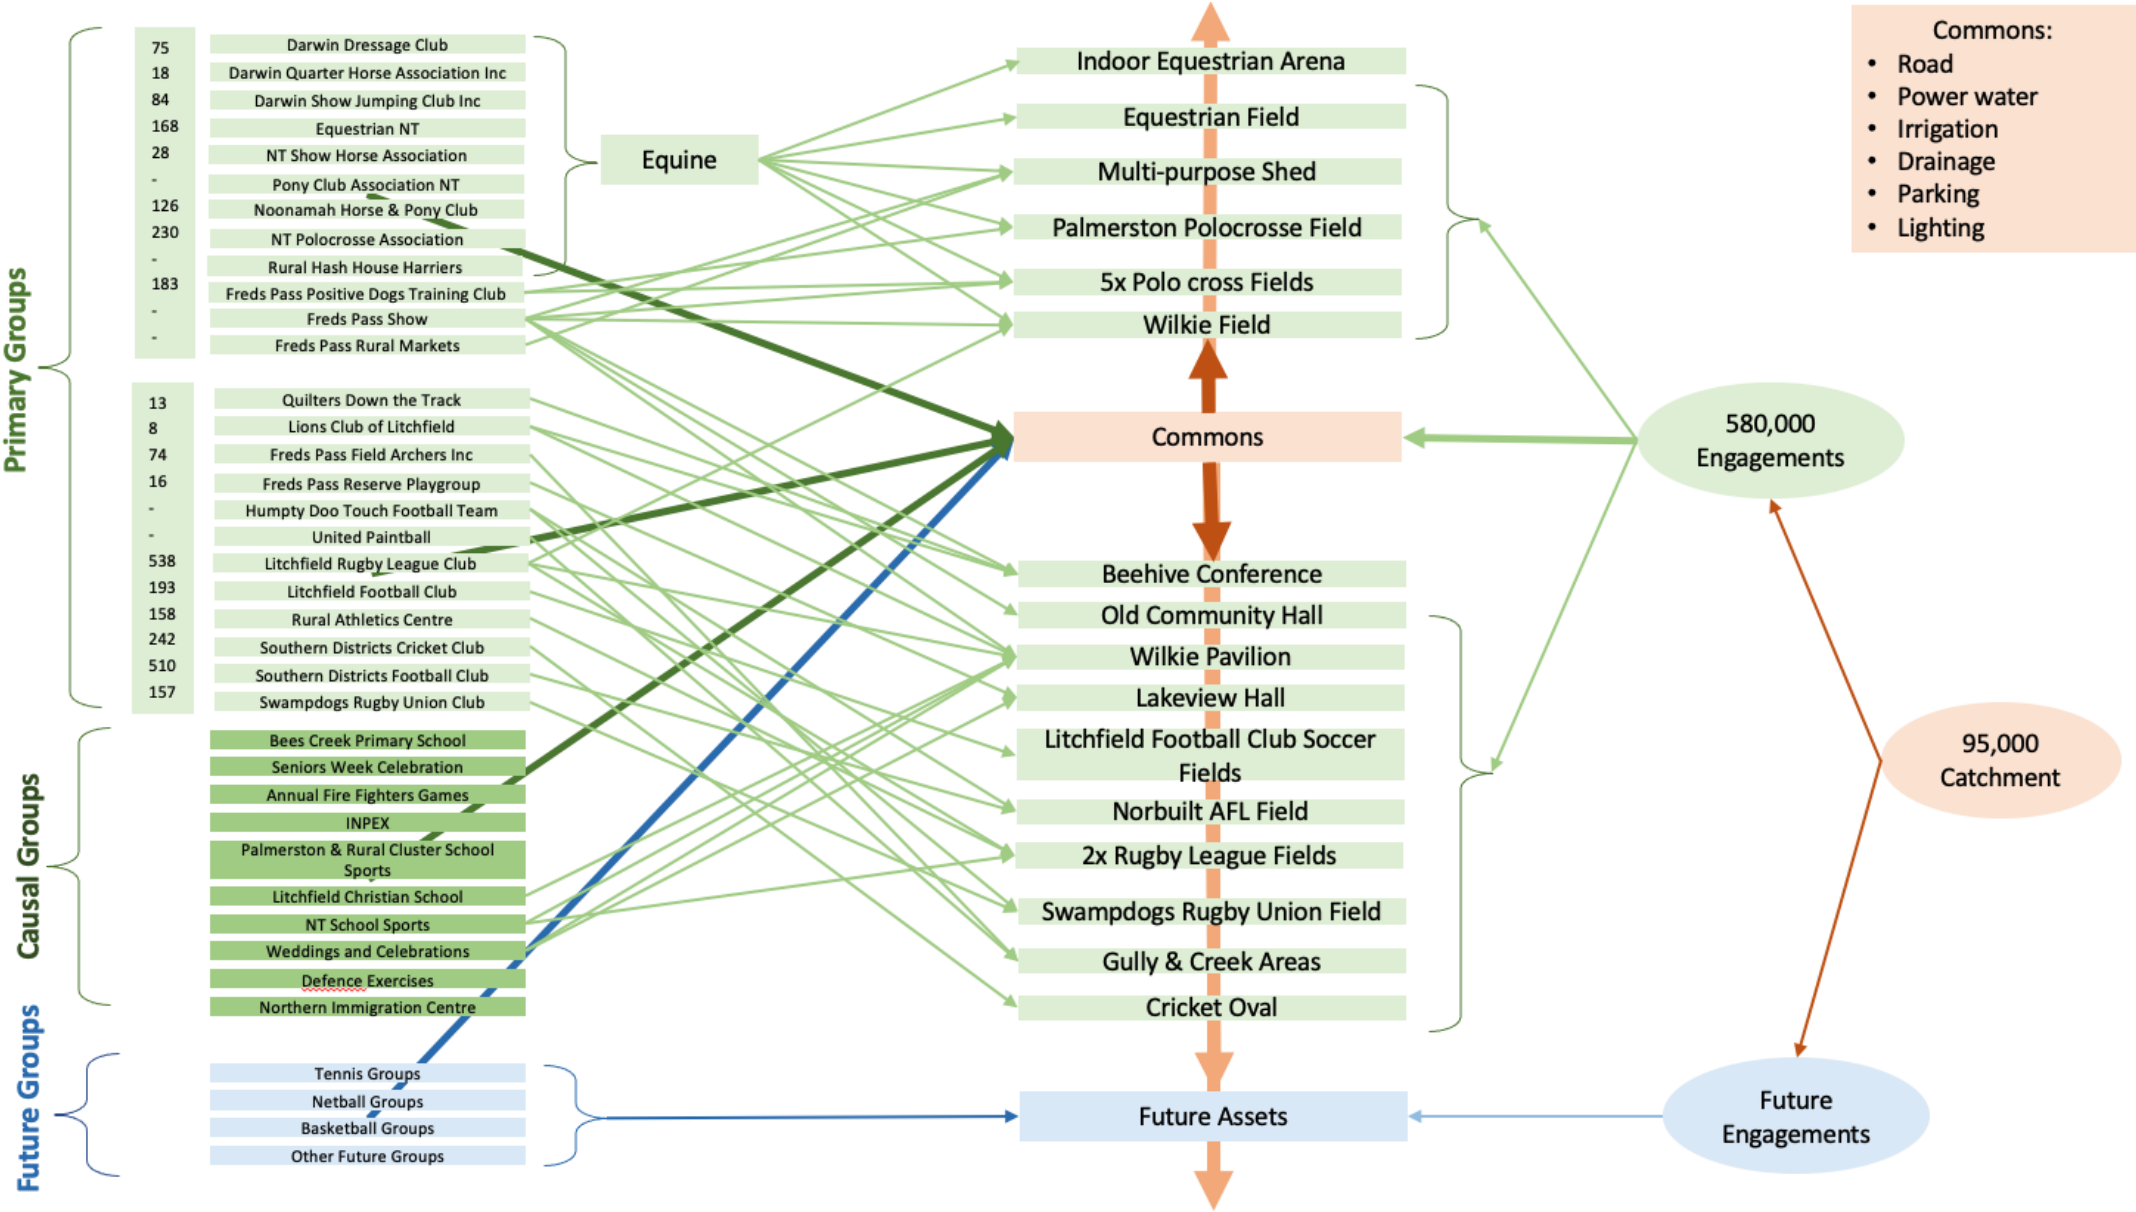 Primary Groups
75
18
84
168
28
-
126
230
-
183
-
-
Darwin Dressage Club
Darwin Quarter Horse Association Inc
Darwin Show Jumping Club Inc
Equestrian NT
NT Show Horse Association
Pony Club Association NT
Noonamah Horse & Pony Club
NT Polocrosse Association
Rural Hash House Harriers
Freds Pass Positive Dogs Training Club
Freds Pass Show
Freds Pass Rural Markets
Equine
13
8
74
16
-
-
538
193
158
242
510
157
Quilters Down the Track
Lions Club of Litchfield
Freds Pass Field Archers Inc
Freds Pass Reserve Playgroup
Humpty Doo Touch Football Team
United Paintball
Litchfield Rugby League Club
Litchfield Football Club
Rural Athletics Centre
Southern Districts Cricket Club
Southern Districts Football Club
Swampdogs Rugby Union Club
Causal Groups
Bees Creek Primary School
Seniors Week Celebration
Annual Fire Fighters Games
INPEX
Palmerston & Rural Cluster School
Sports
Litchfield Christian School
NT School Sports
Weddings and Celebrations
Defence Exercises
Northern Immigration Centre
Future Groups
Tennis Groups
Netball Groups
Basketball Groups
Other Future Groups
Indoor Equestrian Arena
Equestrian Field
Multi-purpose Shed
Palmerston Polocrosse Field
5x Polo cross Fields
Wilkie Field
Commons
Beehive Conference
Old Community Hall
Wilkie Pavilion
Lakeview Hall
Litchfield Football Club Soccer
Fields
Norbuilt AFL Field
2x Rugby League Fields
Swampdogs Rugby Union Field
Gully & Creek Areas
Cricket Oval
Future Assets
Commons:
• Road
• Power water
• Irrigation
• Drainage
• Parking
• Lighting
580,000
Engagements
95,000
Catchment
Future
Engagements